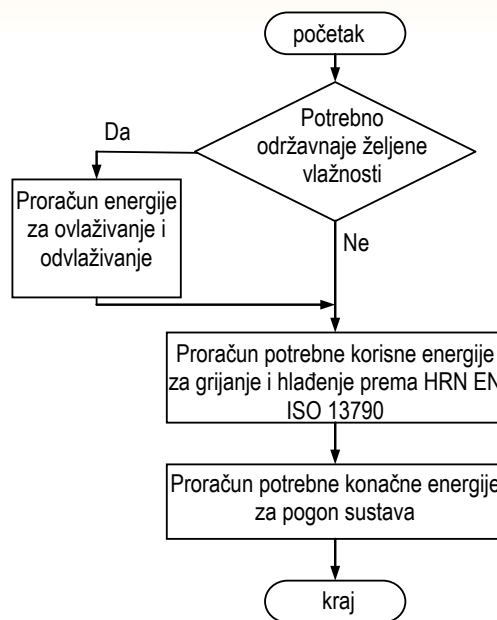 početak
Potrebno
održavnaje željene
vlažnosti
Da
Proračun energije
za ovlaživanje i
odvlaživanje
Ne
Proračun potrebne korisne energije
za grijanje i hlađenje prema HRN EN
ISO 13790
Proračun potrebne konačne energije
za pogon sustava
kraj